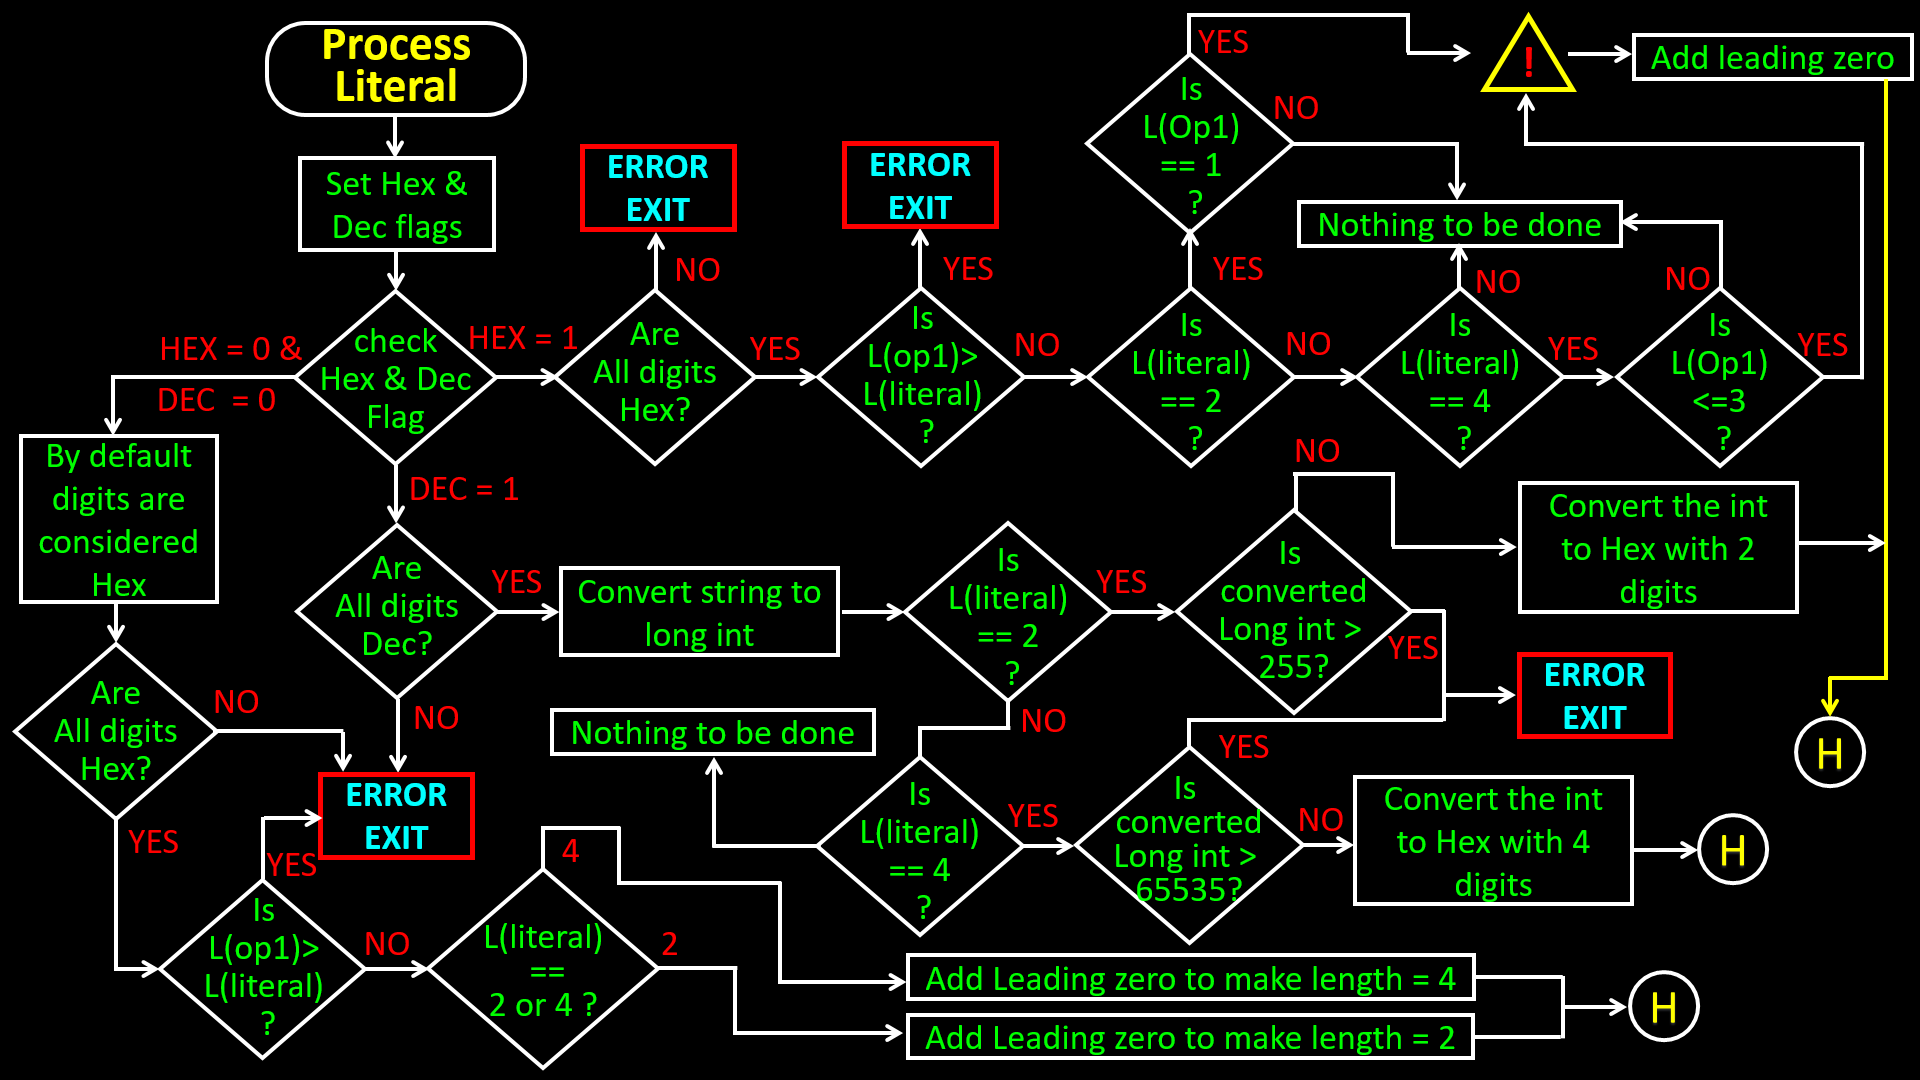 Process
Literal
Set Hex &
Dec flags
check
Hex & Dec
Flag
HEX = 0 &
DEC  = 0
HEX = 1
DEC = 1
Are
All digits
Hex?
NO
ERROR
EXIT
YES
Is
L(op1)>
L(literal)
?
YES
ERROR
EXIT
NO
Is
L(literal)
== 2
?
YES
Is
L(Op1)
== 1
?
YES
NO
!
Add leading zero
Nothing to be done
NO
Is
L(literal)
== 4
?
NO
YES
Is
L(Op1)
<=3
?
NO
YES
By default
digits are
considered
Hex
Are
All digits
Hex?
NO
YES
Are
All digits
Dec?
YES
NO
ERROR
EXIT
Convert string to
long int
Is
L(literal)
== 2
?
YES
NO
Is
converted
Long int >
255?
NO
YES
Convert the int
to Hex with 2
digits
ERROR
EXIT
H
Nothing to be done
Is
L(literal)
== 4
?
YES
Is
converted
Long int >
65535?
YES
NO
Convert the int
to Hex with 4
digits
H
Is
L(op1)>
L(literal)
?
YES
NO
L(literal)
==
2 or 4 ?
4
2
Add Leading zero to make length = 4
Add Leading zero to make length = 2
H